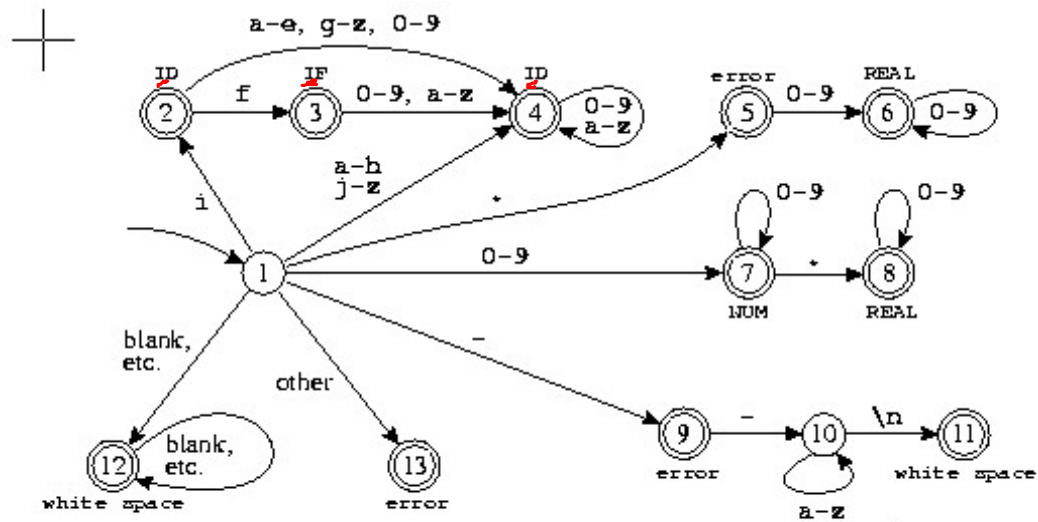 a-e, g-z, 0-9
ID
IF
ID
error
REAL
2
f
3
0-9, a-z
4
0-9
a-z
5
0-9
6
0-9
a-h
j-z
.
i
0-9
0-9
1
0-9
7
.
8
NUM
REAL
blank,
etc.
other
-
12
blank,
etc.
13
9
-
10
\n
11
white space
error
error
white space
a-z